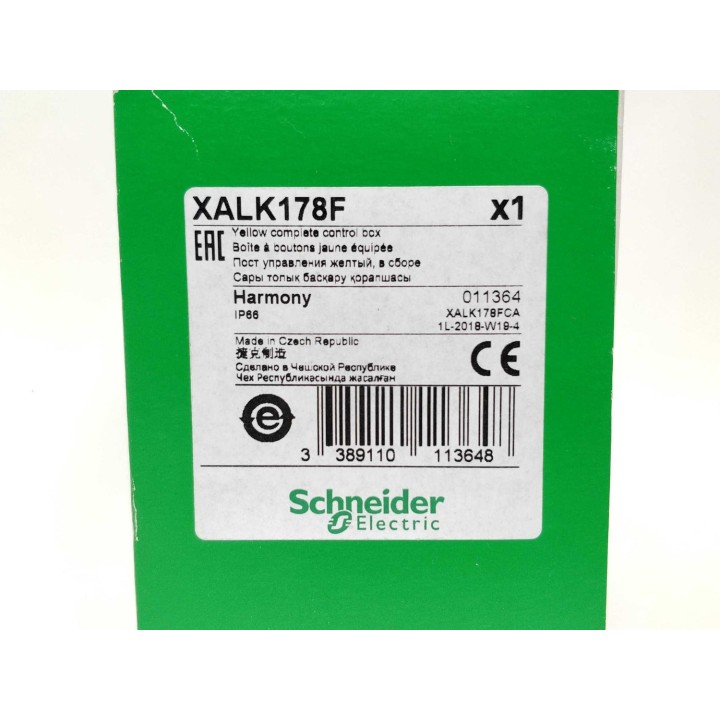 XALK178F x1
EAC Yellow complete control box
Boîte à boutons jaune équipée
Пост управления желтый, в сборе
Сары толық басқару қорапшасы
Harmony 011364
IP66 XALK178FCA
1L-2018-W19-4
Made in Czech Republic
捷克制造
Сделано в Чешской Республике
Чех Республикасында жасалған
CE
e
3 389110 113648
Schneider
Electric